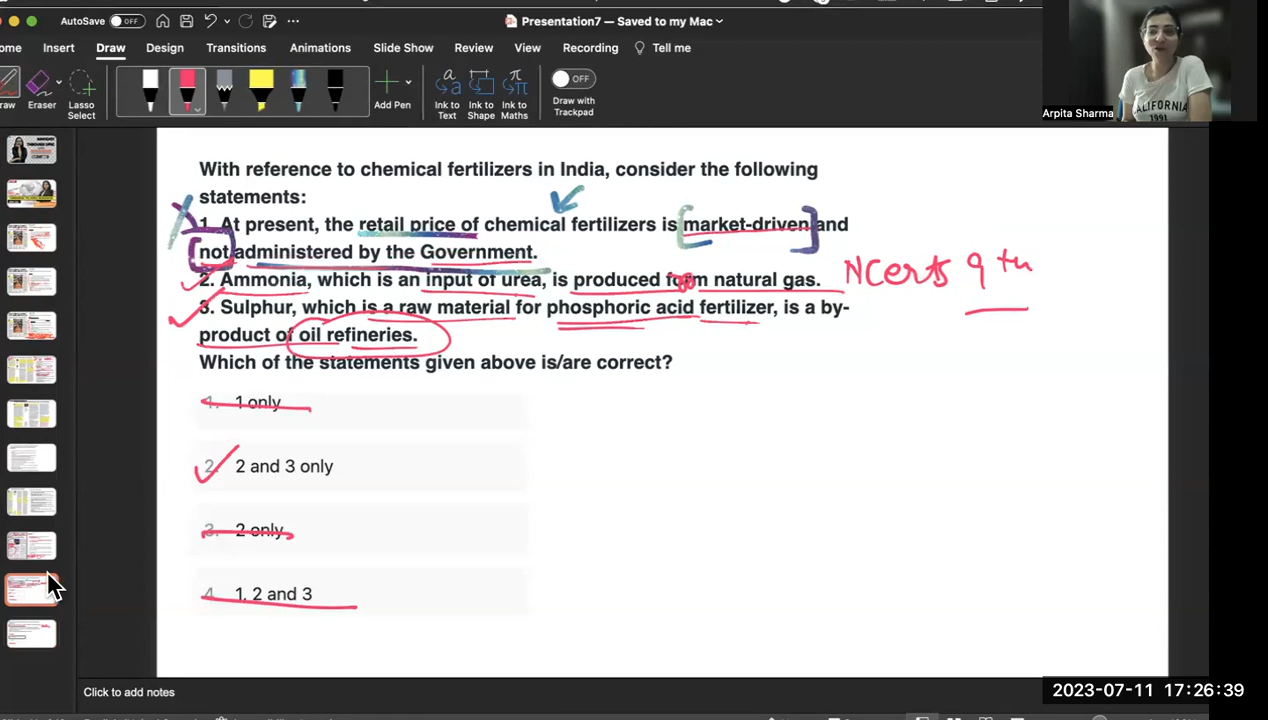 AutoSave OFF Presentation7 — Saved to my Mac
ome Insert Draw Design Transitions Animations Slide Show Review View Recording Tell me
raw Eraser Lasso Select Add Pen Ink to Text Ink to Shape Ink to Maths OFF Draw with Trackpad
Arpita Sharma
CALIFORNIA
1991
With reference to chemical fertilizers in India, consider the following
statements:
1. At present, the retail price of chemical fertilizers is market-driven and
not administered by the Government.
2. Ammonia, which is an input of urea, is produced form natural gas. NCerts 9th
3. Sulphur, which is a raw material for phosphoric acid fertilizer, is a by-
product of oil refineries.
Which of the statements given above is/are correct?
1. 1 only
2. 2 and 3 only
3. 2 only
4. 1, 2 and 3
Click to add notes
2023-07-11 17:26:39